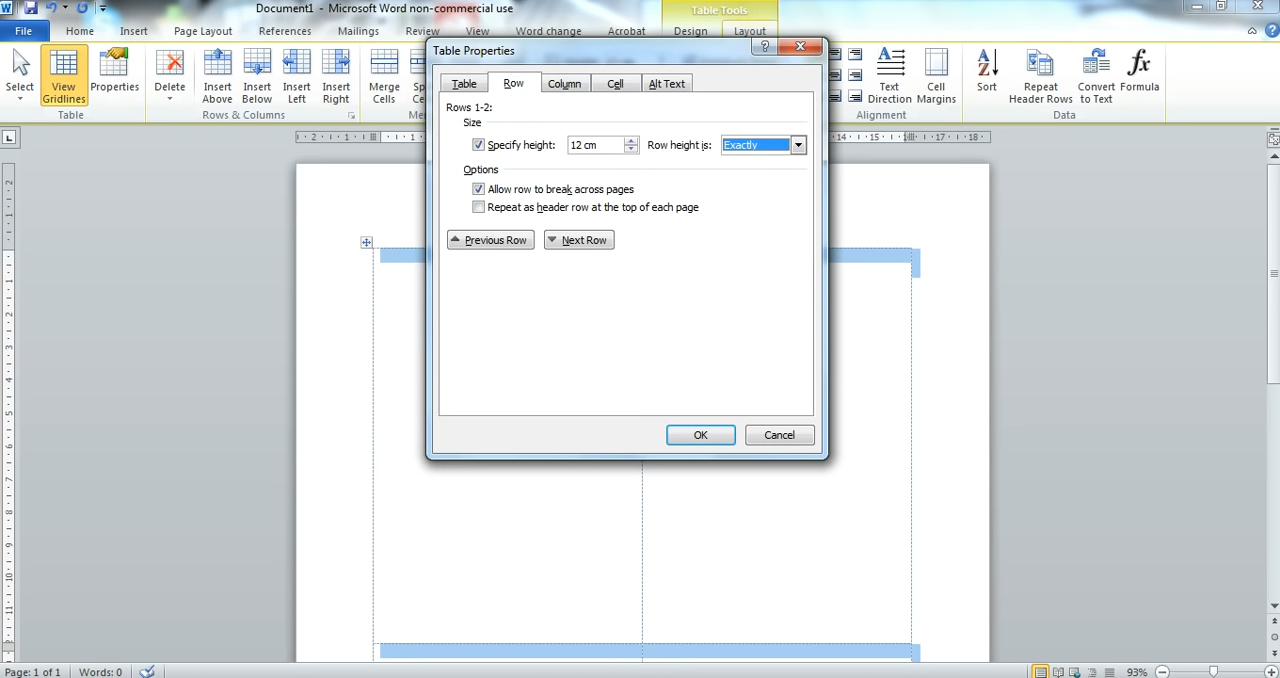 Document1 - Microsoft Word non-commercial use
Table Tools
File Home Insert Page Layout References Mailings Review View Word change Acrobat Design Layout
Select
View Gridlines
Properties
Table
Delete
Insert Above
Insert Below
Insert Left
Insert Right
Rows & Columns
Merge Cells
Text Direction
Cell Margins
Alignment
Sort
Repeat Header Rows
Convert to Text
Formula
Data
Table Properties
Table Row Column Cell Alt Text
Rows 1-2:
Size
Specify height: 12 cm Row height is: Exactly
Options
Allow row to break across pages
Repeat as header row at the top of each page
Previous Row Next Row
OK Cancel
Page: 1 of 1 Words: 0 93%